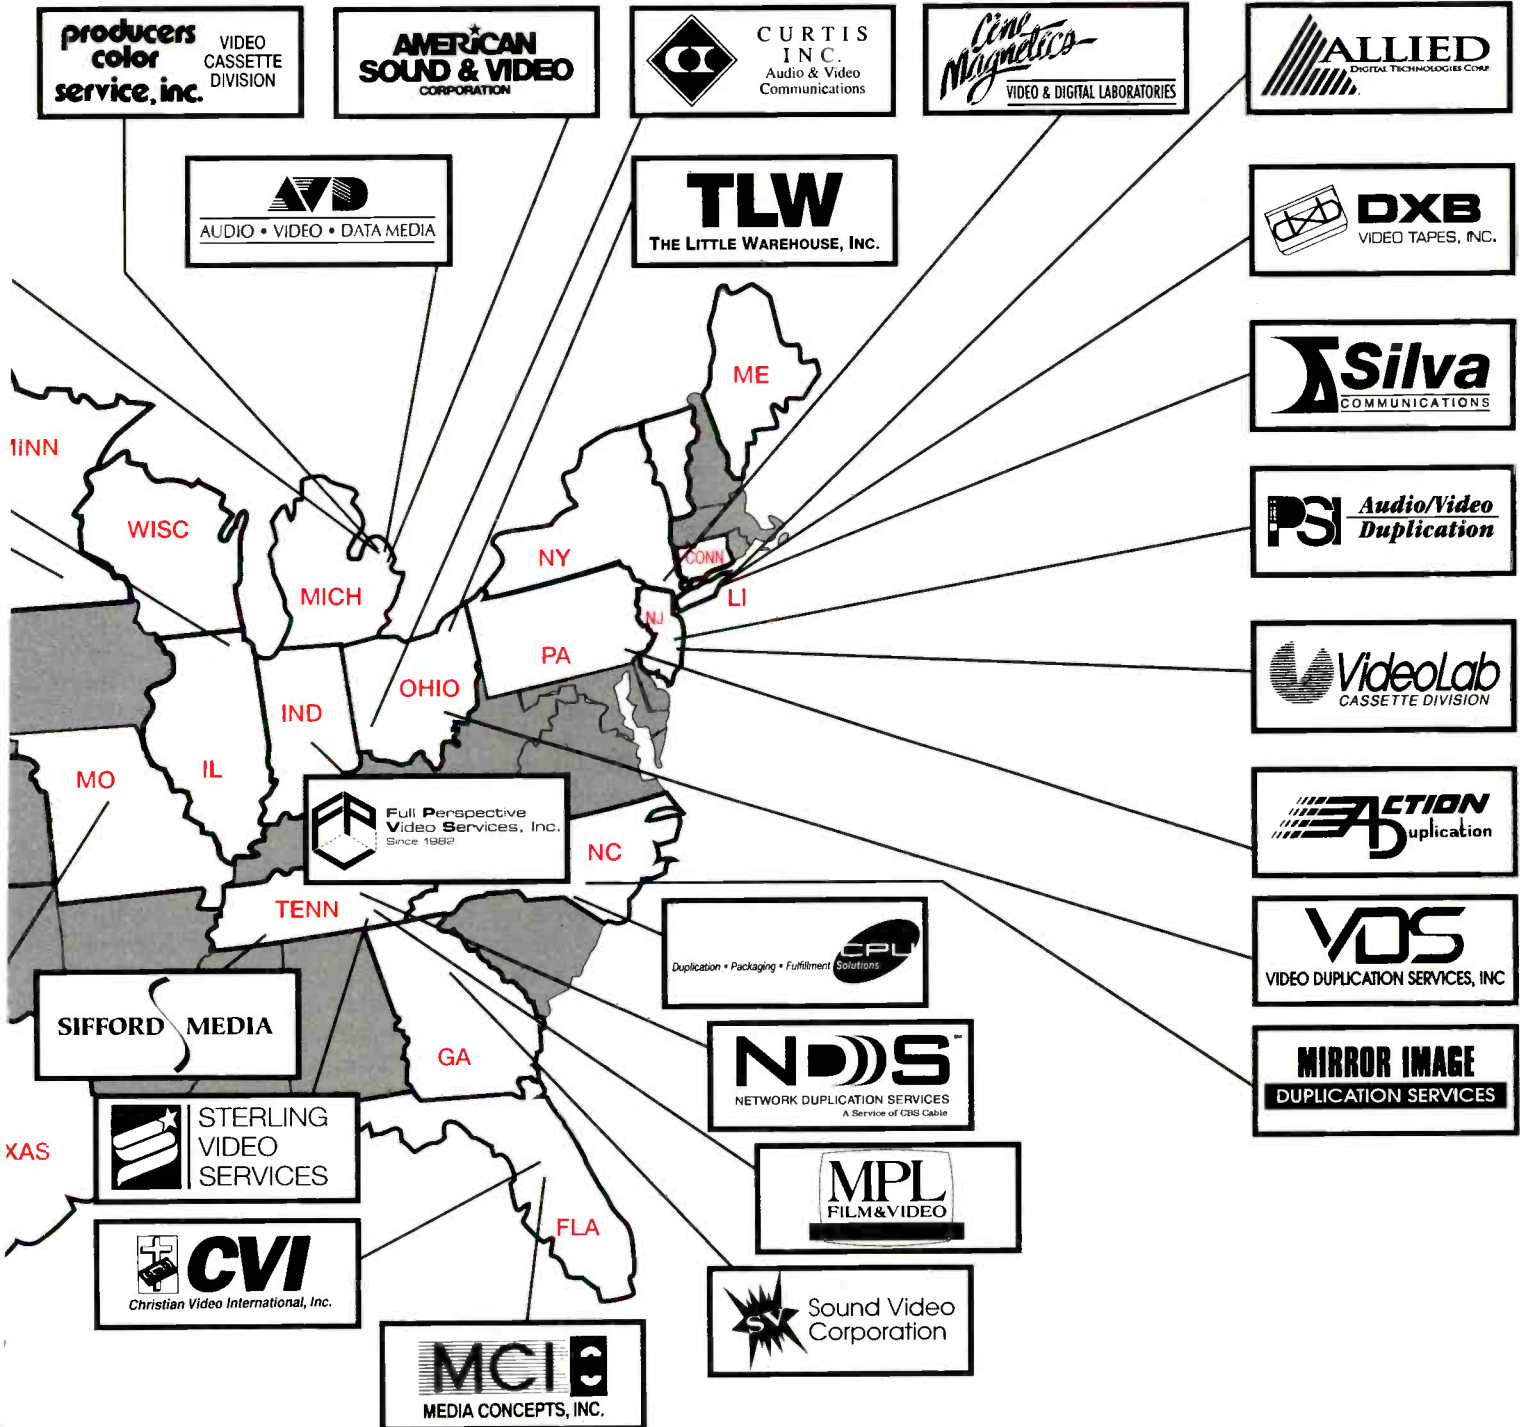 producers
color
service, inc.
VIDEO
CASSETTE
DIVISION
AMERICAN
SOUND & VIDEO
CORPORATION
CURTIS
INC.
Audio & Video
Communications
Cine
Magnetics
VIDEO & DIGITAL LABORATORIES
ALLIED
DIGITAL TECHNOLOGIES CORP.
AVD
AUDIO • VIDEO • DATA MEDIA
TLW
THE LITTLE WAREHOUSE, INC.
dxb
DXB
VIDEO TAPES, INC.
Silva
COMMUNICATIONS
PSI
Audio/Video
Duplication
VideoLab
CASSETTE DIVISION
ACTION
Duplication
VDS
VIDEO DUPLICATION SERVICES, INC
MIRROR IMAGE
DUPLICATION SERVICES
ME
MINN
WISC
MICH
NY
CONN
LI
NJ
PA
OHIO
IND
IL
MO
Full Perspective
Video Services, Inc.
Since 1982
NC
TENN
Duplication • Packaging • Fulfillment
CPU
Solutions
SIFFORD MEDIA
GA
NDS
NETWORK DUPLICATION SERVICES
A Service of CBS Cable
STERLING
VIDEO
SERVICES
XAS
MPL
FILM & VIDEO
CVI
Christian Video International, Inc.
FLA
SV
Sound Video
Corporation
MCI
MEDIA CONCEPTS, INC.